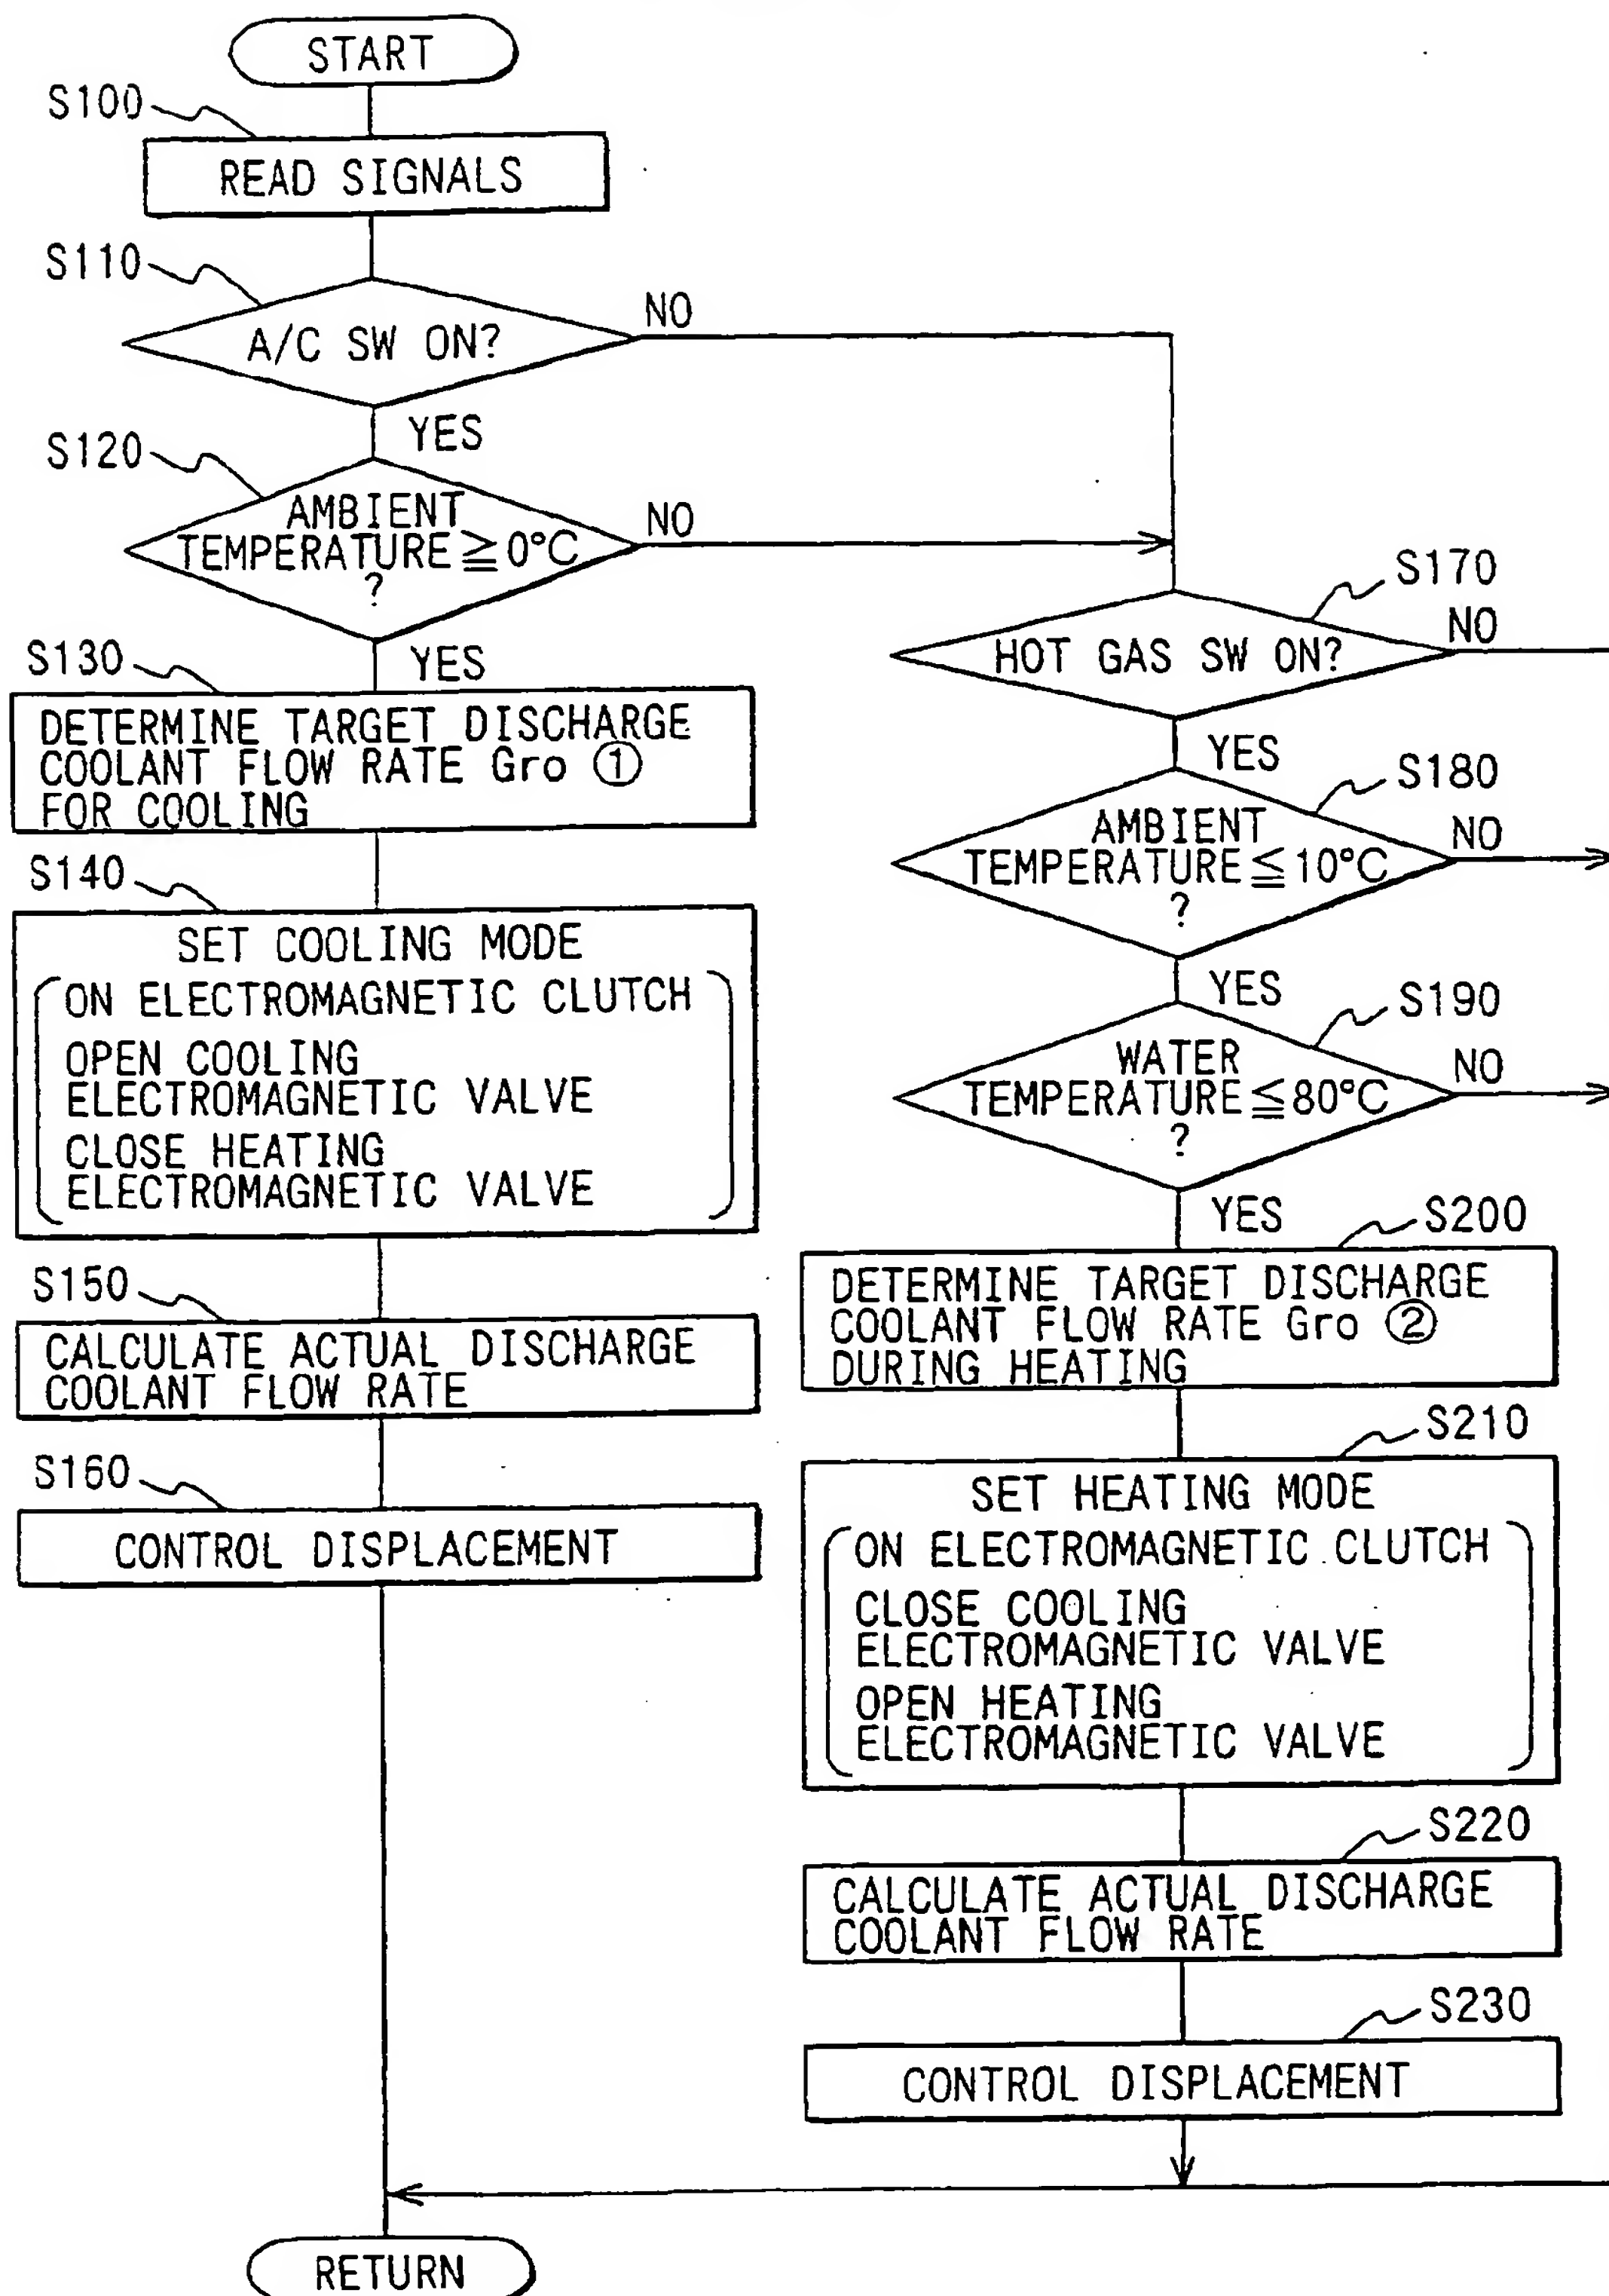 START
S100
READ SIGNALS
S110
A/C SW ON?
NO
YES
S120
AMBIENT
TEMPERATURE≧0°C
?
NO
YES
S130
DETERMINE TARGET DISCHARGE
COOLANT FLOW RATE Gro ①
FOR COOLING
S140
SET COOLING MODE
ON ELECTROMAGNETIC CLUTCH
OPEN COOLING
ELECTROMAGNETIC VALVE
CLOSE HEATING
ELECTROMAGNETIC VALVE
S150
CALCULATE ACTUAL DISCHARGE
COOLANT FLOW RATE
S160
CONTROL DISPLACEMENT
S170
HOT GAS SW ON?
NO
YES
S180
AMBIENT
TEMPERATURE≦10°C
?
NO
YES
S190
WATER
TEMPERATURE≦80°C
?
NO
YES
S200
DETERMINE TARGET DISCHARGE
COOLANT FLOW RATE Gro ②
DURING HEATING
S210
SET HEATING MODE
ON ELECTROMAGNETIC CLUTCH
CLOSE COOLING
ELECTROMAGNETIC VALVE
OPEN HEATING
ELECTROMAGNETIC VALVE
S220
CALCULATE ACTUAL DISCHARGE
COOLANT FLOW RATE
S230
CONTROL DISPLACEMENT
RETURN